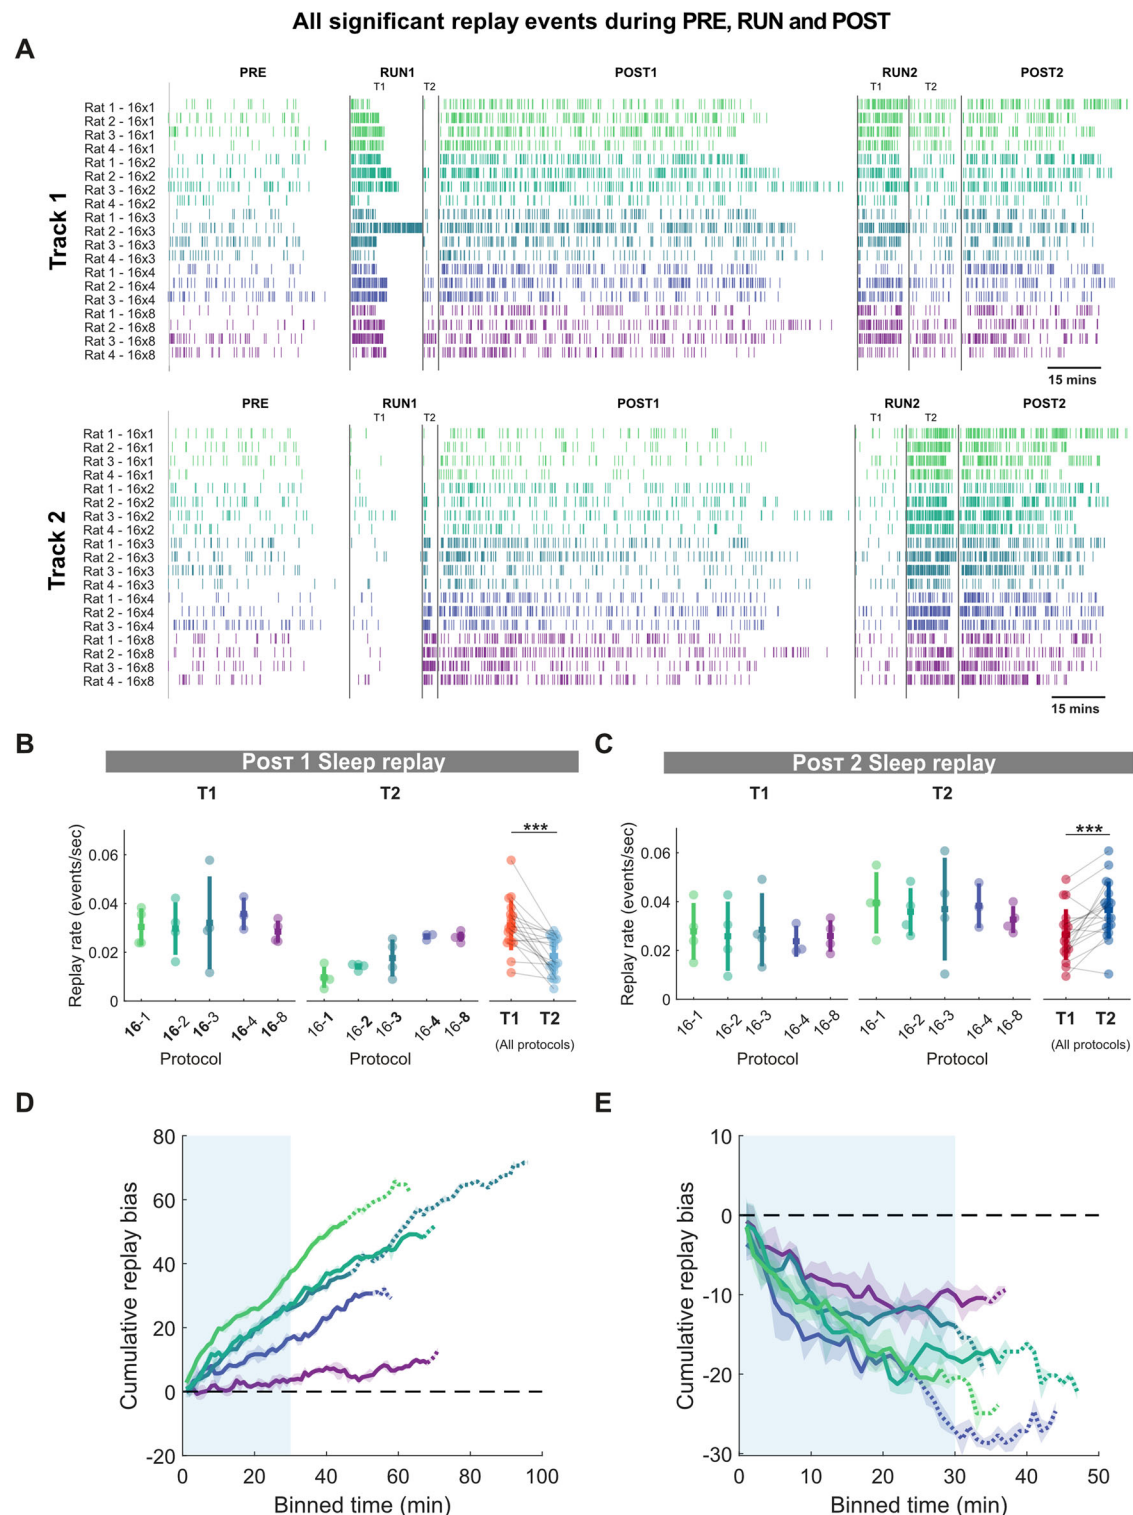 All significant replay events during PRE, RUN and POST
A
PRE RUN1 POST1 RUN2 POST2
T1 T2 T1 T2
Track 1
Rat 1 - 16x1
Rat 2 - 16x1
Rat 3 - 16x1
Rat 4 - 16x1
Rat 1 - 16x2
Rat 2 - 16x2
Rat 3 - 16x2
Rat 4 - 16x2
Rat 1 - 16x3
Rat 2 - 16x3
Rat 3 - 16x3
Rat 4 - 16x3
Rat 1 - 16x4
Rat 2 - 16x4
Rat 3 - 16x4
Rat 1 - 16x8
Rat 2 - 16x8
Rat 3 - 16x8
Rat 4 - 16x8
15 mins
PRE RUN1 POST1 RUN2 POST2
T1 T2 T1 T2
Track 2
Rat 1 - 16x1
Rat 2 - 16x1
Rat 3 - 16x1
Rat 4 - 16x1
Rat 1 - 16x2
Rat 2 - 16x2
Rat 3 - 16x2
Rat 4 - 16x2
Rat 1 - 16x3
Rat 2 - 16x3
Rat 3 - 16x3
Rat 4 - 16x3
Rat 1 - 16x4
Rat 2 - 16x4
Rat 3 - 16x4
Rat 1 - 16x8
Rat 2 - 16x8
Rat 3 - 16x8
Rat 4 - 16x8
15 mins
B
POST 1 Sleep replay
T1 T2
***
Replay rate (events/sec)
0.06
0.04
0.02
0
16-1 16-2 16-3 16-4 16-8 16-1 16-2 16-3 16-4 16-8 T1 T2
Protocol Protocol (All protocols)
C
POST 2 Sleep replay
T1 T2
***
Replay rate (events/sec)
0.06
0.04
0.02
0
16-1 16-2 16-3 16-4 16-8 16-1 16-2 16-3 16-4 16-8 T1 T2
Protocol Protocol (All protocols)
D
Cumulative replay bias
80
60
40
20
0
-20
0 20 40 60 80 100
Binned time (min)
E
Cumulative replay bias
10
0
-10
-20
-30
0 10 20 30 40 50
Binned time (min)